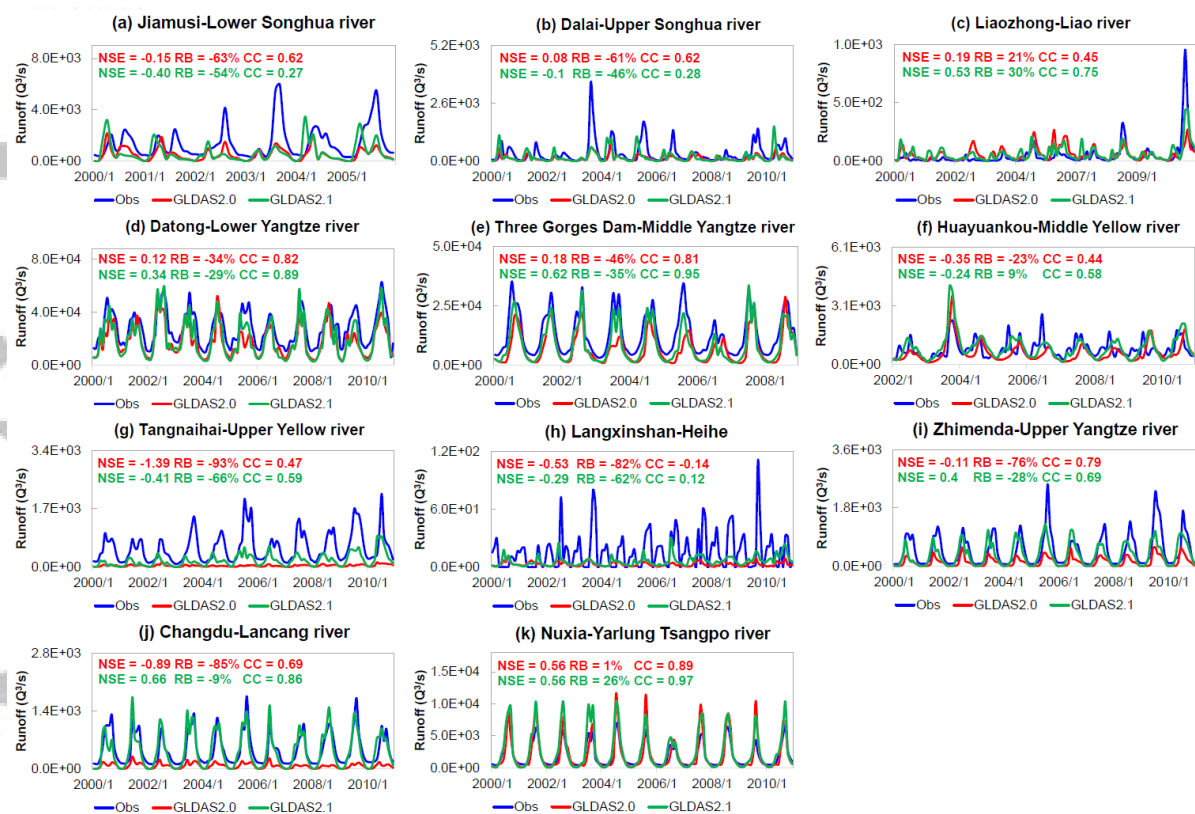 (a) Jiamusi-Lower Songhua river
Runoff (Q³/s)
8.0E+03
4.0E+03
0.0E+00
NSE = -0.15 RB = -63% CC = 0.62
NSE = -0.40 RB = -54% CC = 0.27
2000/1 2001/1 2002/1 2003/1 2004/1 2005/1
Obs GLDAS2.0 GLDAS2.1
(b) Dalai-Upper Songhua river
Runoff (Q³/s)
5.2E+03
2.6E+03
0.0E+00
NSE = 0.08 RB = -61% CC = 0.62
NSE = -0.1 RB = -46% CC = 0.28
2000/1 2002/1 2004/1 2006/1 2008/1 2010/1
Obs GLDAS2.0 GLDAS2.1
(c) Liaozhong-Liao river
Runoff (Q³/s)
1.0E+03
5.0E+02
0.0E+00
NSE = 0.19 RB = 21% CC = 0.45
NSE = 0.53 RB = 30% CC = 0.75
2000/1 2002/1 2004/1 2007/1 2009/1
Obs GLDAS2.0 GLDAS2.1
(d) Datong-Lower Yangtze river
Runoff (Q³/s)
8.0E+04
4.0E+04
0.0E+00
NSE = 0.12 RB = -34% CC = 0.82
NSE = 0.34 RB = -29% CC = 0.89
2000/1 2002/1 2004/1 2006/1 2008/1 2010/1
Obs GLDAS2.0 GLDAS2.1
(e) Three Gorges Dam-Middle Yangtze river
Runoff (Q³/s)
5.0E+04
2.5E+04
0.0E+00
NSE = 0.18 RB = -46% CC = 0.81
NSE = 0.62 RB = -35% CC = 0.95
2000/1 2002/1 2004/1 2006/1 2008/1
Obs GLDAS2.0 GLDAS2.1
(f) Huayuankou-Middle Yellow river
Runoff (Q³/s)
6.1E+03
3.1E+03
0.0E+00
NSE = -0.35 RB = -23% CC = 0.44
NSE = -0.24 RB = 9% CC = 0.58
2002/1 2004/1 2006/1 2008/1 2010/1
Obs GLDAS2.0 GLDAS2.1
(g) Tangnaihai-Upper Yellow river
Runoff (Q³/s)
3.4E+03
1.7E+03
0.0E+00
NSE = -1.39 RB = -93% CC = 0.47
NSE = -0.41 RB = -66% CC = 0.59
2000/1 2002/1 2004/1 2006/1 2008/1 2010/1
Obs GLDAS2.0 GLDAS2.1
(h) Langxinshan-Heihe
Runoff (Q³/s)
1.2E+02
6.0E+01
0.0E+00
NSE = -0.53 RB = -82% CC = -0.14
NSE = -0.29 RB = -62% CC = 0.12
2000/1 2002/1 2004/1 2006/1 2008/1 2010/1
Obs GLDAS2.0 GLDAS2.1
(i) Zhimenda-Upper Yangtze river
Runoff (Q³/s)
3.6E+03
1.8E+03
0.0E+00
NSE = -0.11 RB = -76% CC = 0.79
NSE = 0.4 RB = -28% CC = 0.69
2000/1 2002/1 2004/1 2006/1 2008/1 2010/1
Obs GLDAS2.0 GLDAS2.1
(j) Changdu-Lancang river
Runoff (Q³/s)
2.8E+03
1.4E+03
0.0E+00
NSE = -0.89 RB = -85% CC = 0.69
NSE = 0.66 RB = -9% CC = 0.86
2000/1 2002/1 2004/1 2006/1 2008/1 2010/1
Obs GLDAS2.0 GLDAS2.1
(k) Nuxia-Yarlung Tsangpo river
Runoff (Q³/s)
1.5E+04
1.0E+04
5.0E+03
0.0E+00
NSE = 0.56 RB = 1% CC = 0.89
NSE = 0.56 RB = 26% CC = 0.97
2000/1 2002/1 2004/1 2006/1 2008/1 2010/1
Obs GLDAS2.0 GLDAS2.1